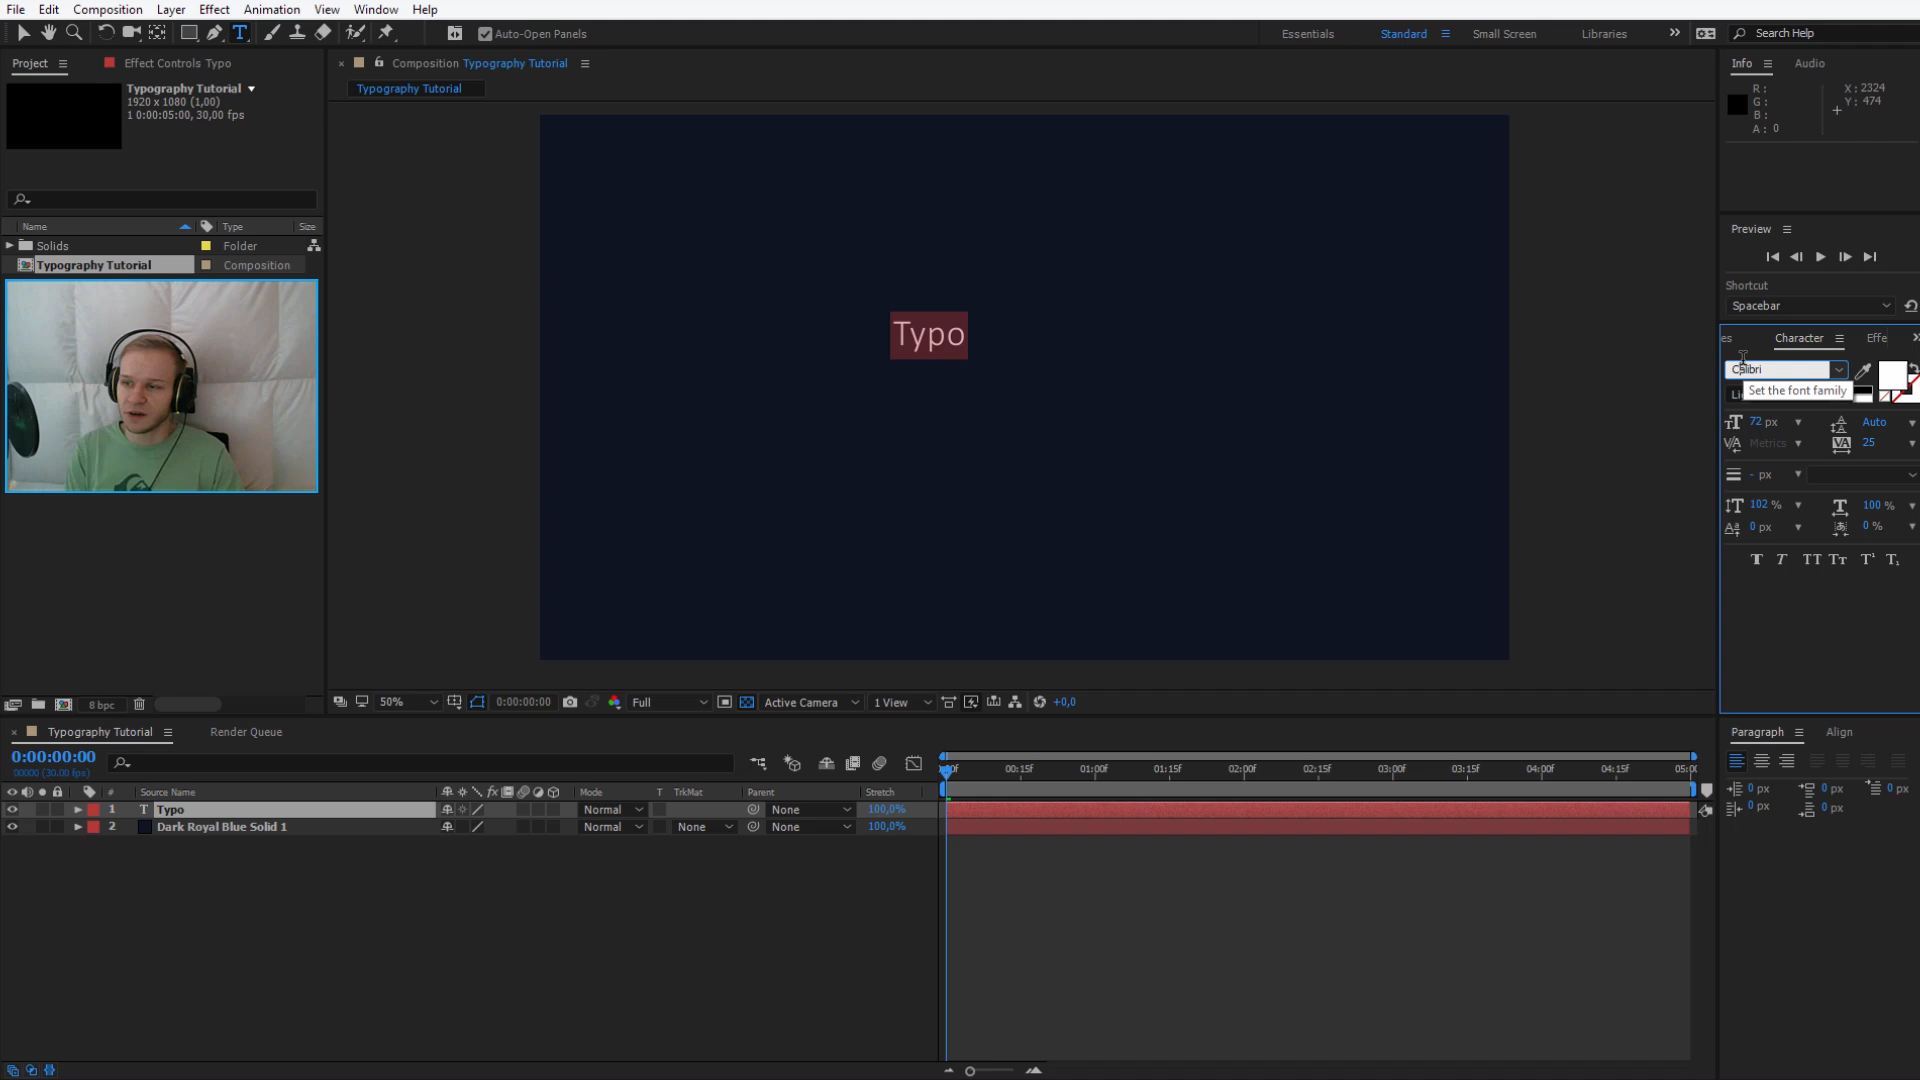 File Edit Composition Layer Effect Animation View Window Help
Auto-Open Panels Essentials Standard Small Screen Libraries Search Help
Project Effect Controls Typo Composition Typography Tutorial Info Audio
Typography Tutorial
1920 x 1080 (1,00)
1 0:00:05:00, 30,00 fps
Typography Tutorial
R:
G:
B:
A: 0
X: 2324
Y: 474
Name Type Size
Solids Folder
Typography Tutorial Composition
Preview
Shortcut
Spacebar
Typo
es Character Effe
Calibri
Set the font family
72 px Auto
Metrics 25
- px
102 % 100 %
0 px 0 %
8 bpc
50% 0:00:00:00 Full Active Camera 1 View +0,0
Typography Tutorial Render Queue
0:00:00:00
00000 (30.00 fps)
00:15f 01:00f 01:15f 02:00f 02:15f 03:00f 03:15f 04:00f 04:15f
# Source Name Mode T TrkMat Parent Stretch
1 T Typo Normal None 100,0%
2 Dark Royal Blue Solid 1 Normal None None 100,0%
Paragraph Align
0 px 0 px 0 px
0 px 0 px